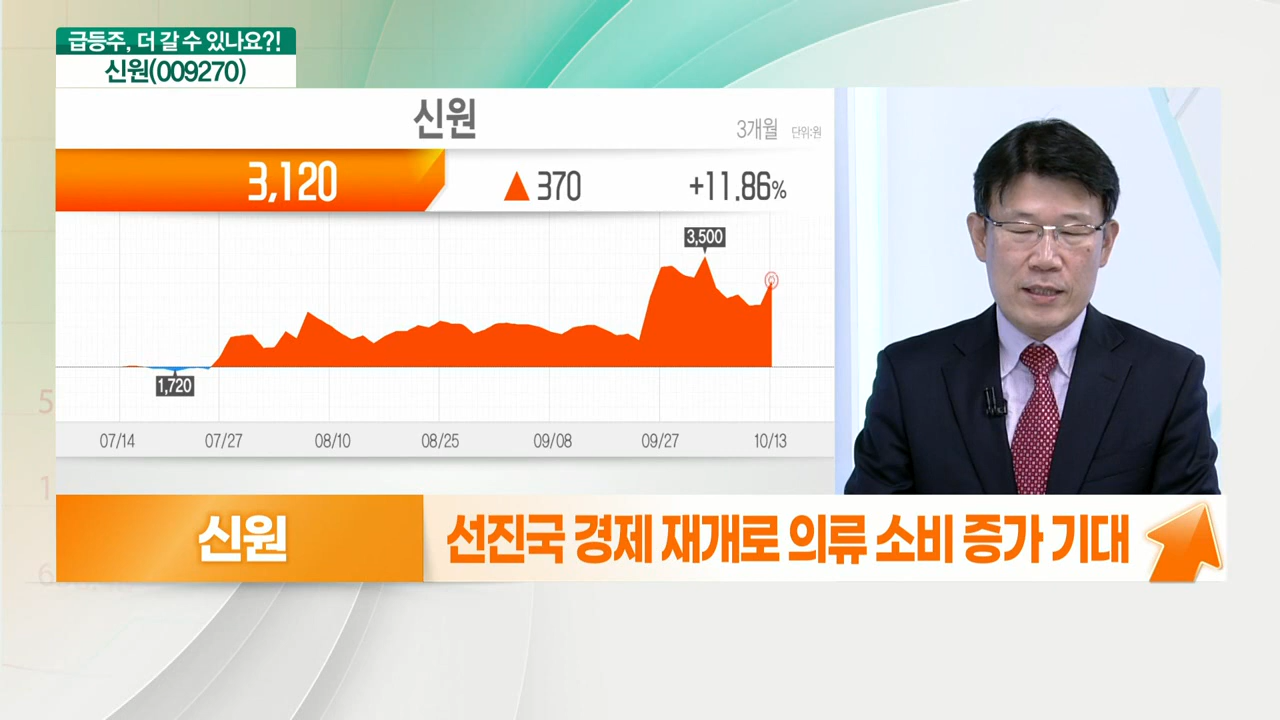 급등주, 더 갈 수 있나요?!
신원(009270)
신원
3개월 단위:원
3,120 ▲370 +11.86%
3,500
1,720
07/14 07/27 08/10 08/25 09/08 09/27 10/13
신원
선진국 경제 재개로 의류 소비 증가 기대